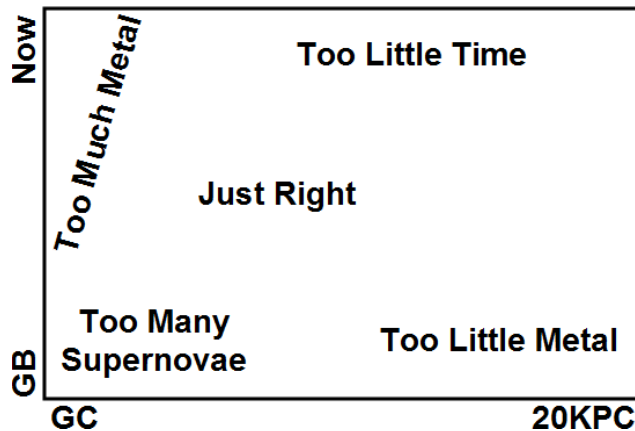 Now
Too Much Metal
Too Little Time
Just Right
Too Many
Supernovae
Too Little Metal
GB
GC
20KPC